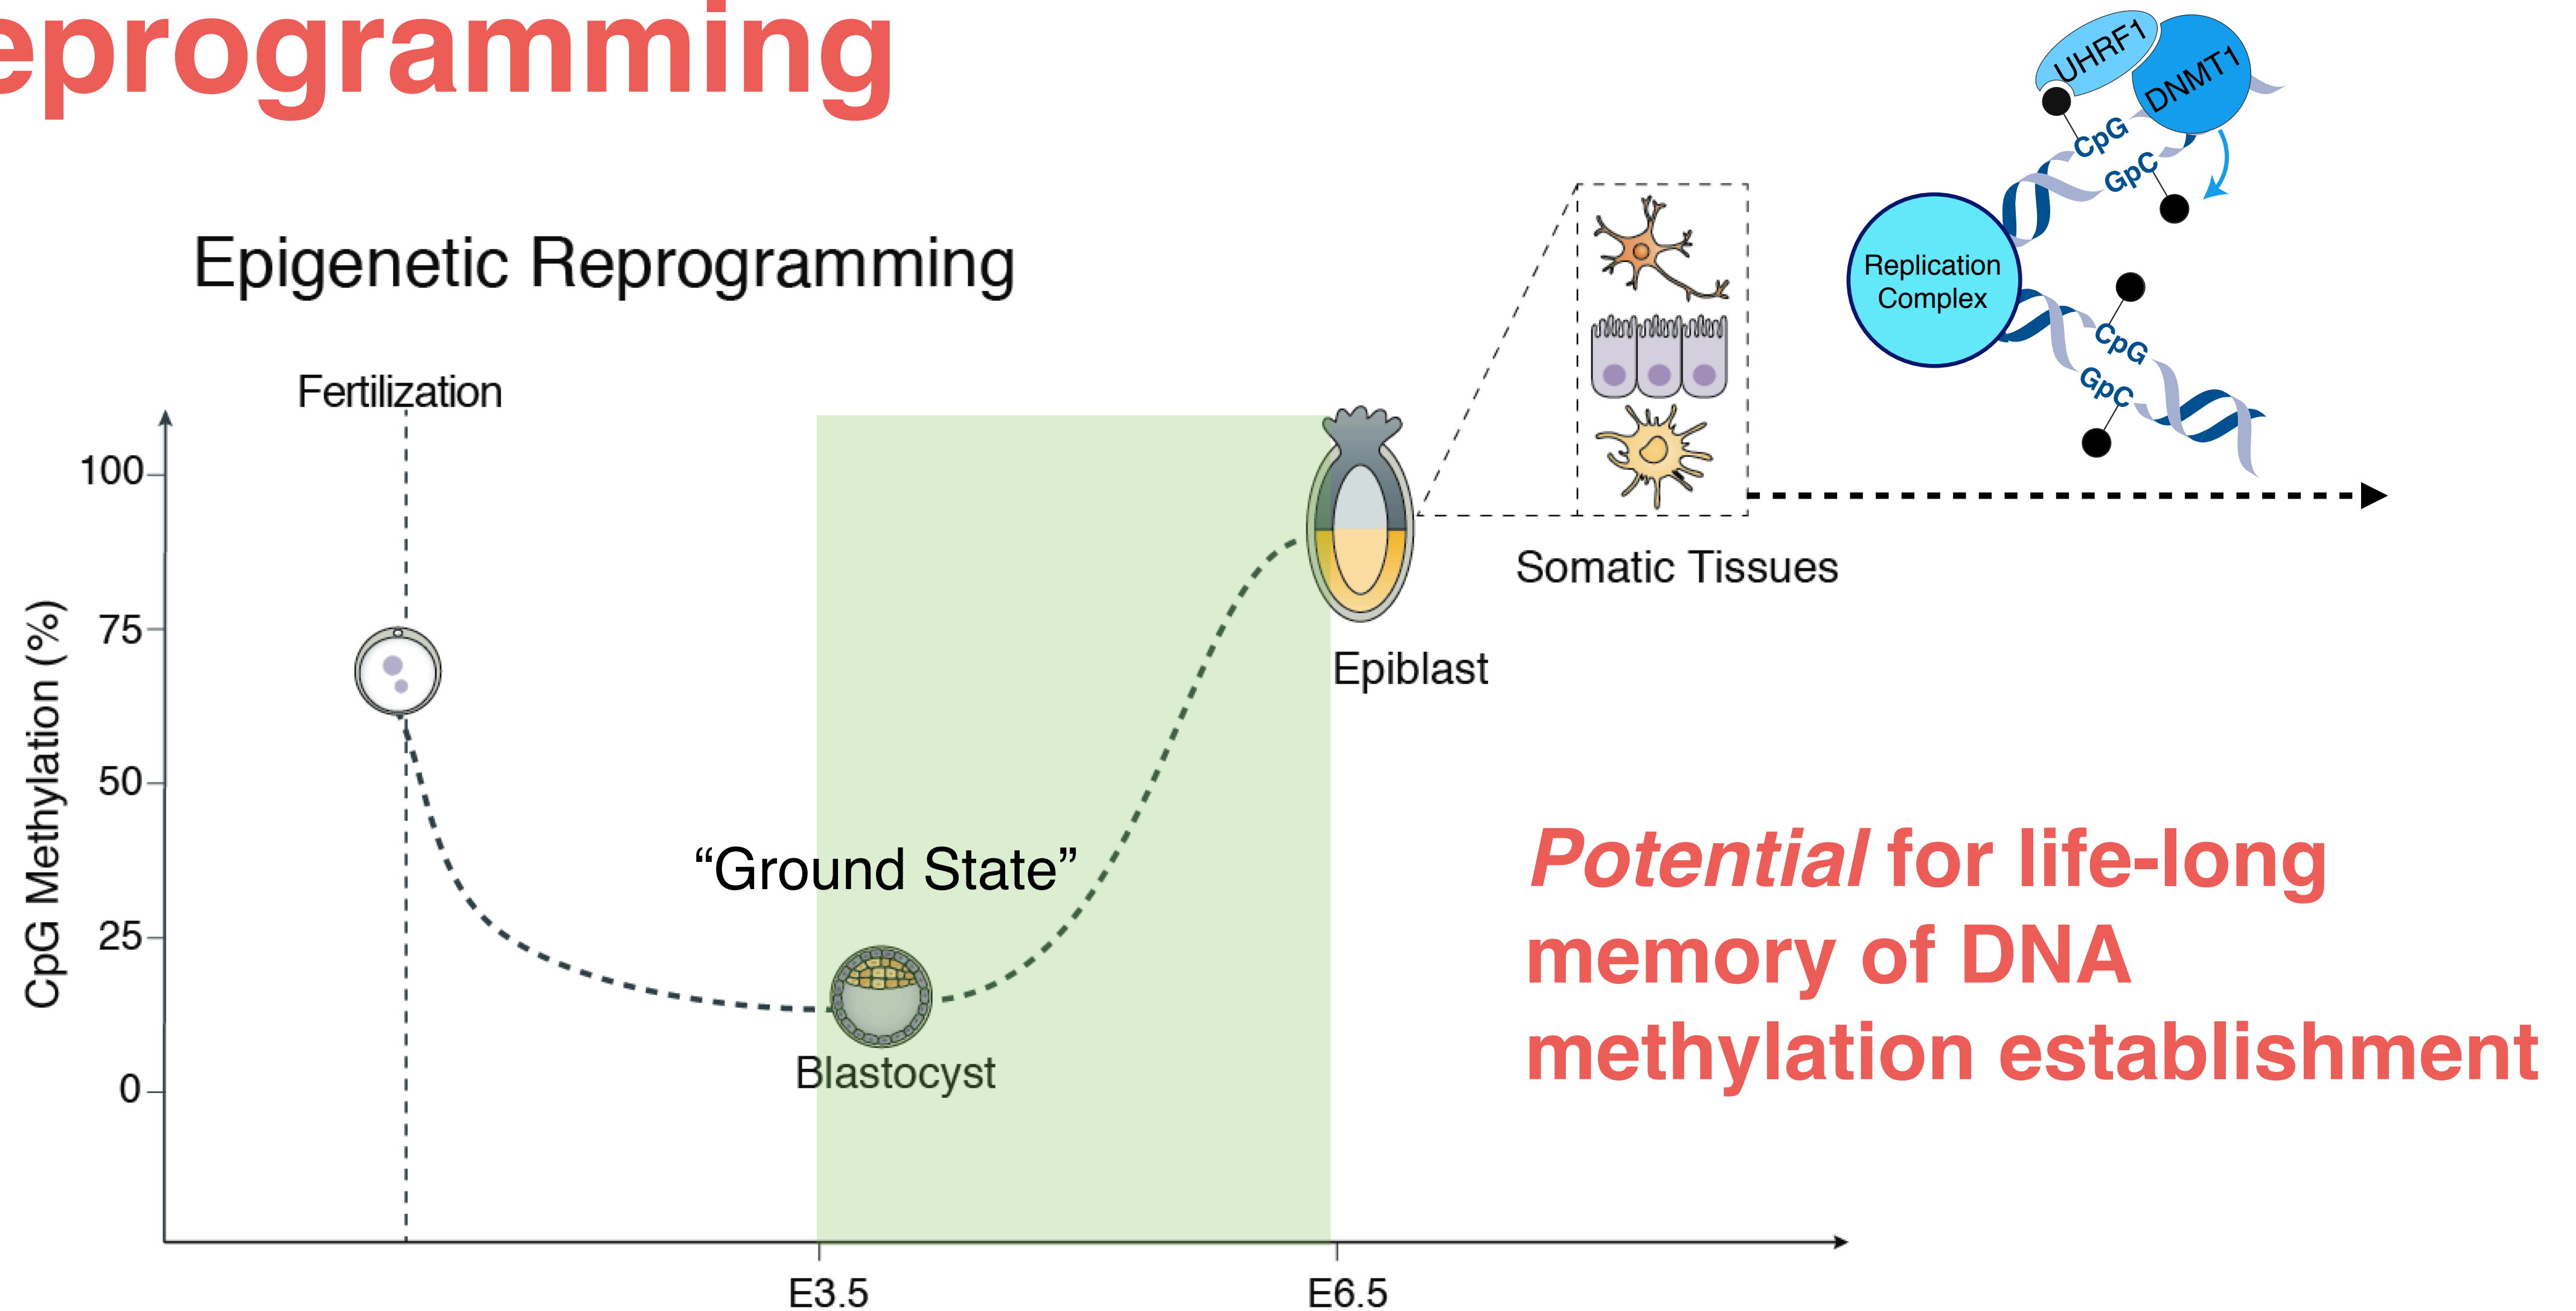 eprogramming
Epigenetic Reprogramming
Fertilization
CpG Methylation (%)
100
75
50
25
0
“Ground State”
Blastocyst
E3.5
E6.5
Epiblast
Somatic Tissues
UHRF1
DNMT1
CpG
GpC
Replication
Complex
CpG
GpC
Potential for life-long
memory of DNA
methylation establishment